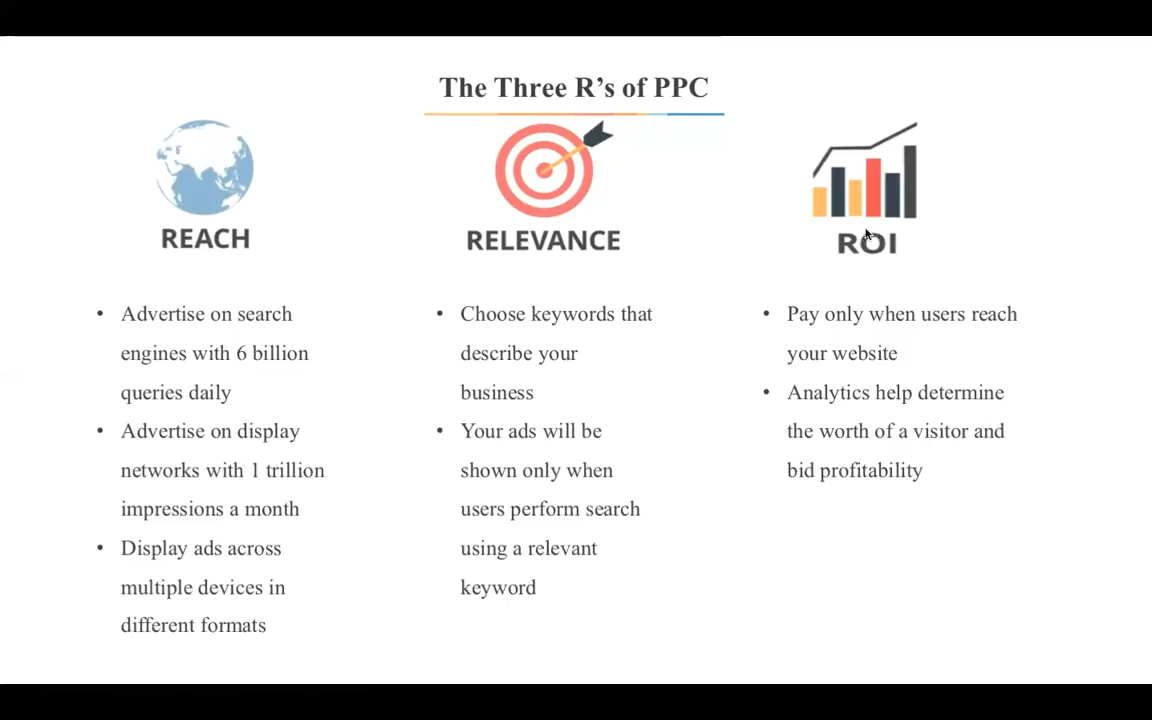 The Three R’s of PPC
REACH
Advertise on search
engines with 6 billion
queries daily
Advertise on display
networks with 1 trillion
impressions a month
Display ads across
multiple devices in
different formats
RELEVANCE
Choose keywords that
describe your
business
Your ads will be
shown only when
users perform search
using a relevant
keyword
ROI
Pay only when users reach
your website
Analytics help determine
the worth of a visitor and
bid profitability